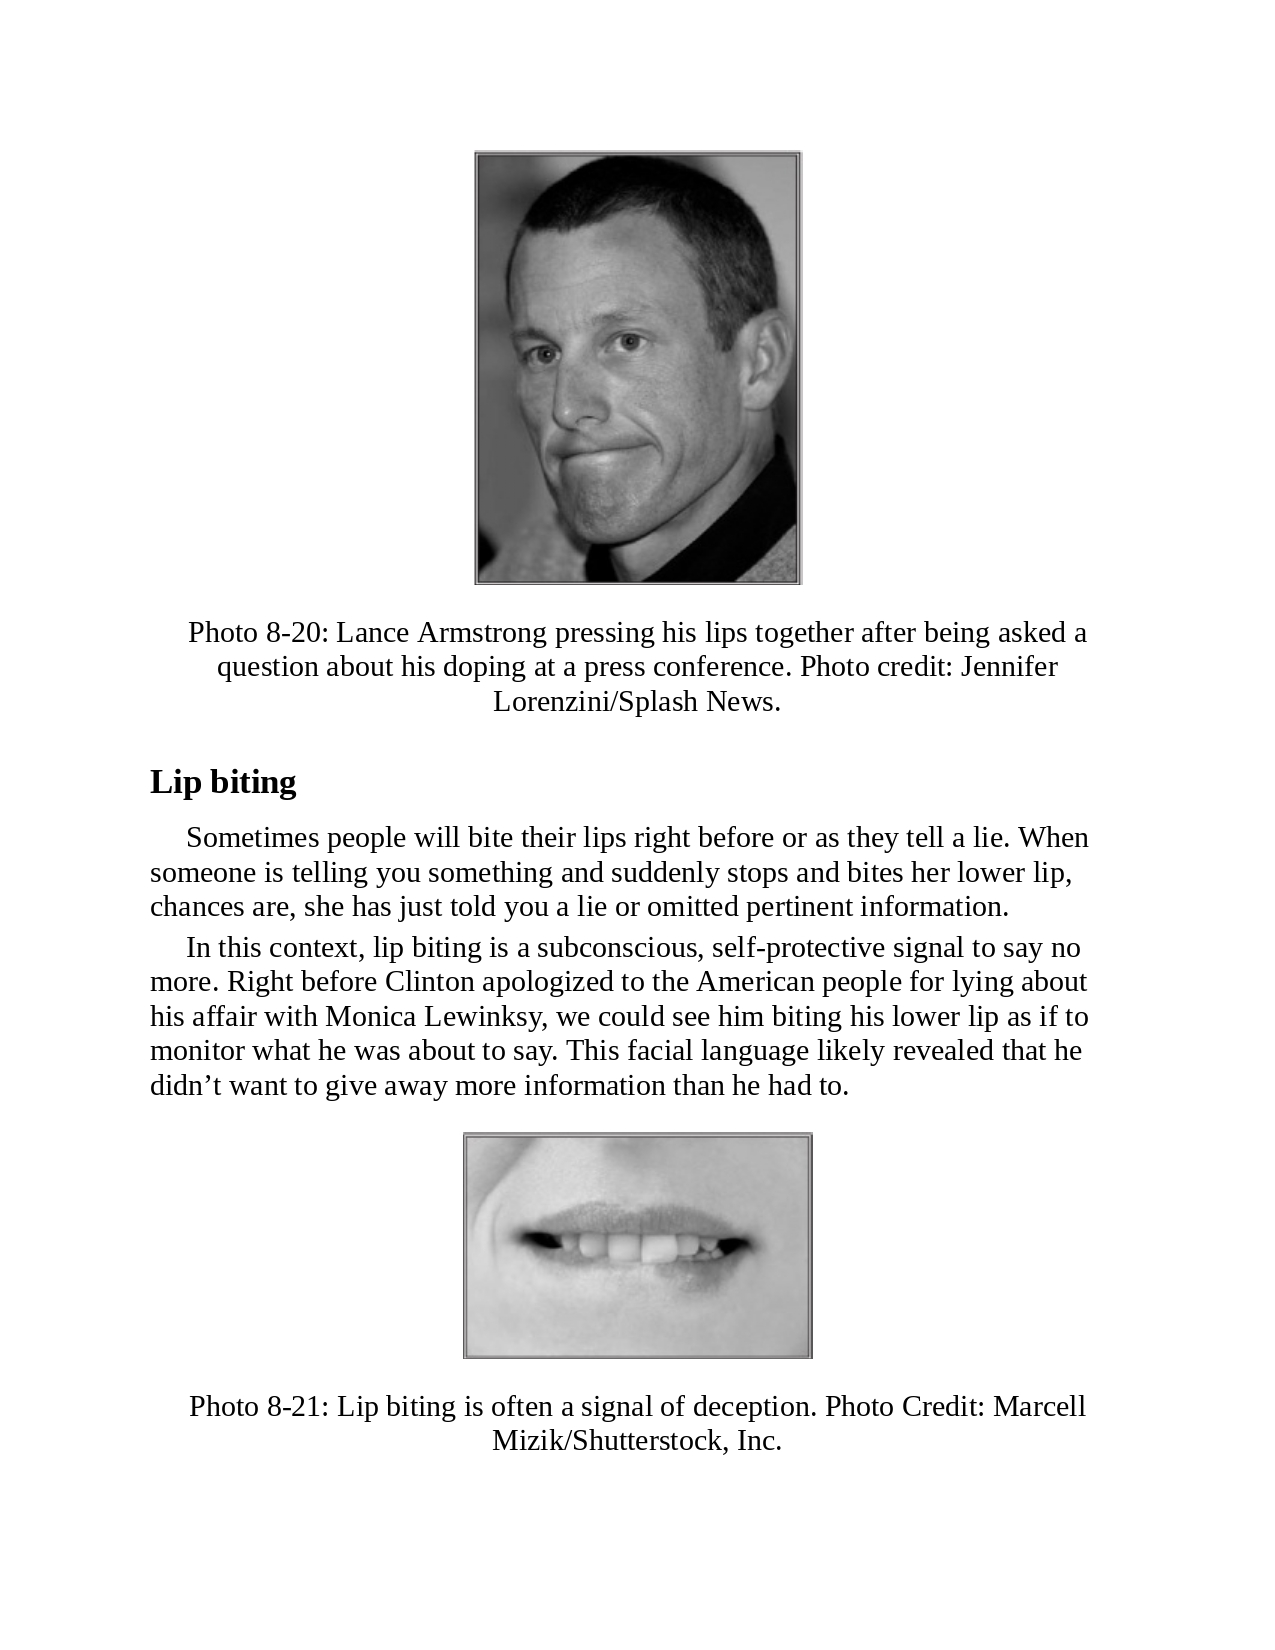 Photo 8-20: Lance Armstrong pressing his lips together after being asked a
question about his doping at a press conference. Photo credit: Jennifer
Lorenzini/Splash News.
Lip biting
Sometimes people will bite their lips right before or as they tell a lie. When
someone is telling you something and suddenly stops and bites her lower lip,
chances are, she has just told you a lie or omitted pertinent information.
In this context, lip biting is a subconscious, self-protective signal to say no
more. Right before Clinton apologized to the American people for lying about
his affair with Monica Lewinksy, we could see him biting his lower lip as if to
monitor what he was about to say. This facial language likely revealed that he
didn’t want to give away more information than he had to.
Photo 8-21: Lip biting is often a signal of deception. Photo Credit: Marcell
Mizik/Shutterstock, Inc.